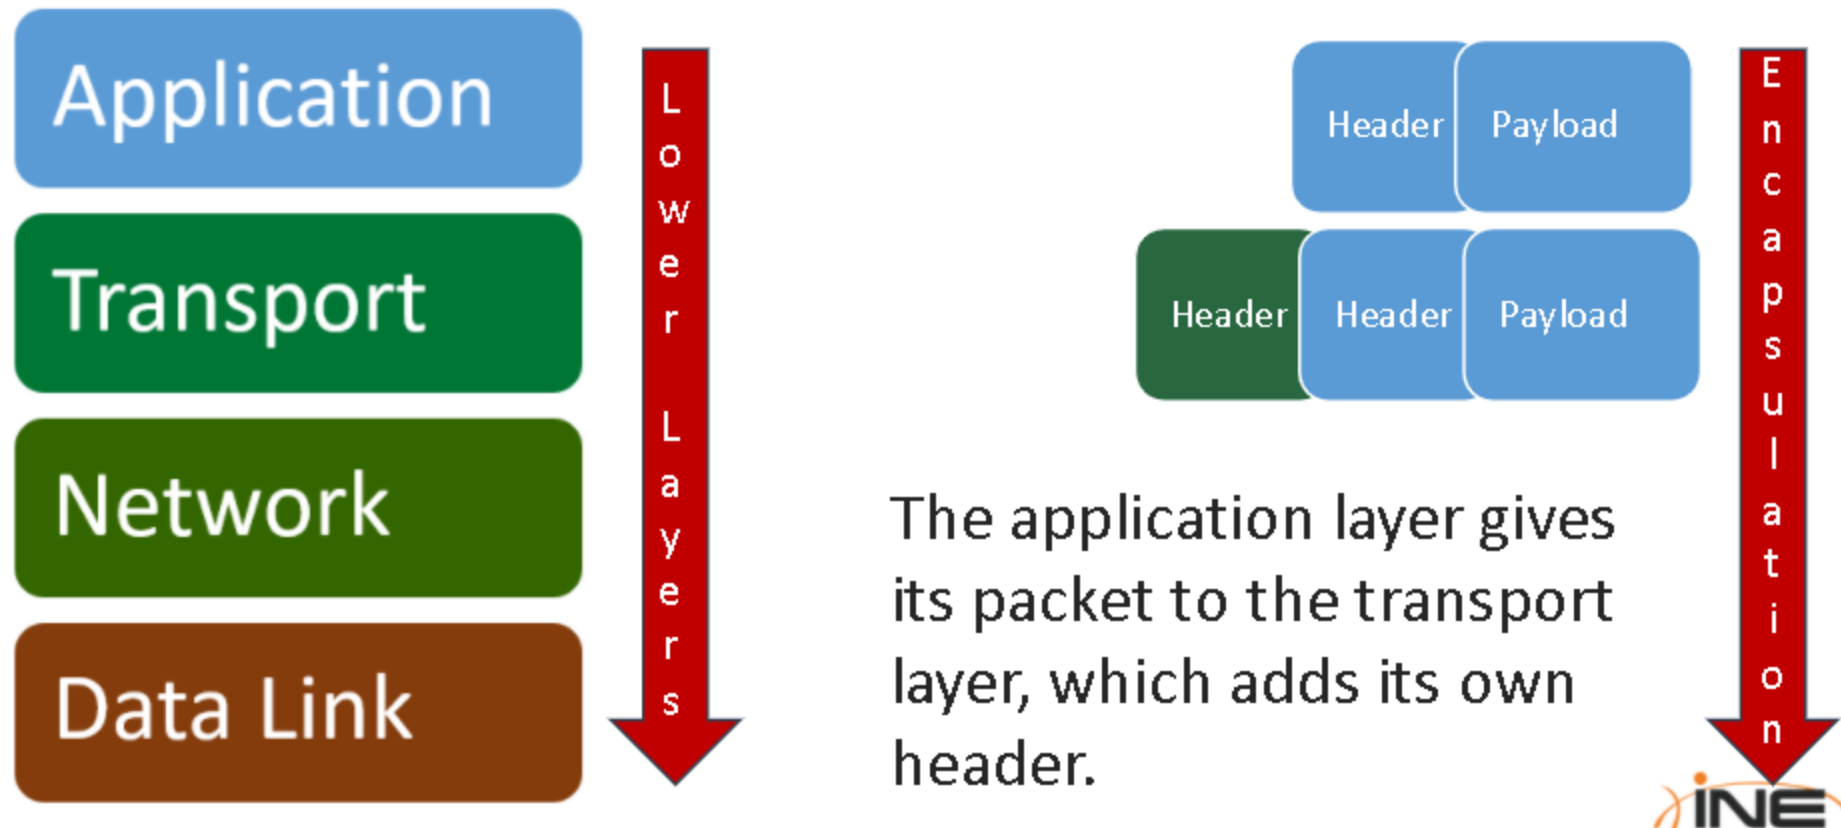 Application
Transport
Network
Data Link
Lower Layers
Header Payload
Header Header Payload
The application layer gives
its packet to the transport
layer, which adds its own
header.
Encapsulation
iNE